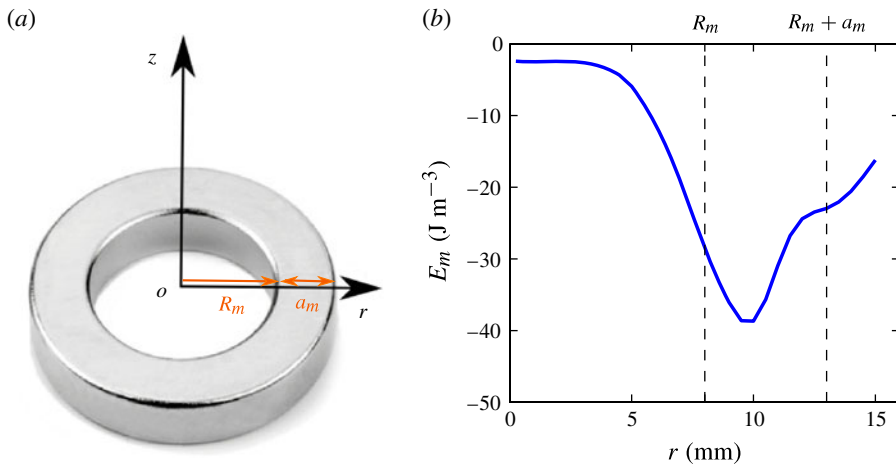 (a)
z
o
R_m
a_m
r
(b)
R_m
R_m + a_m
0
−10
−20
−30
−40
−50
E_m (J m⁻³)
0
5
10
15
r (mm)